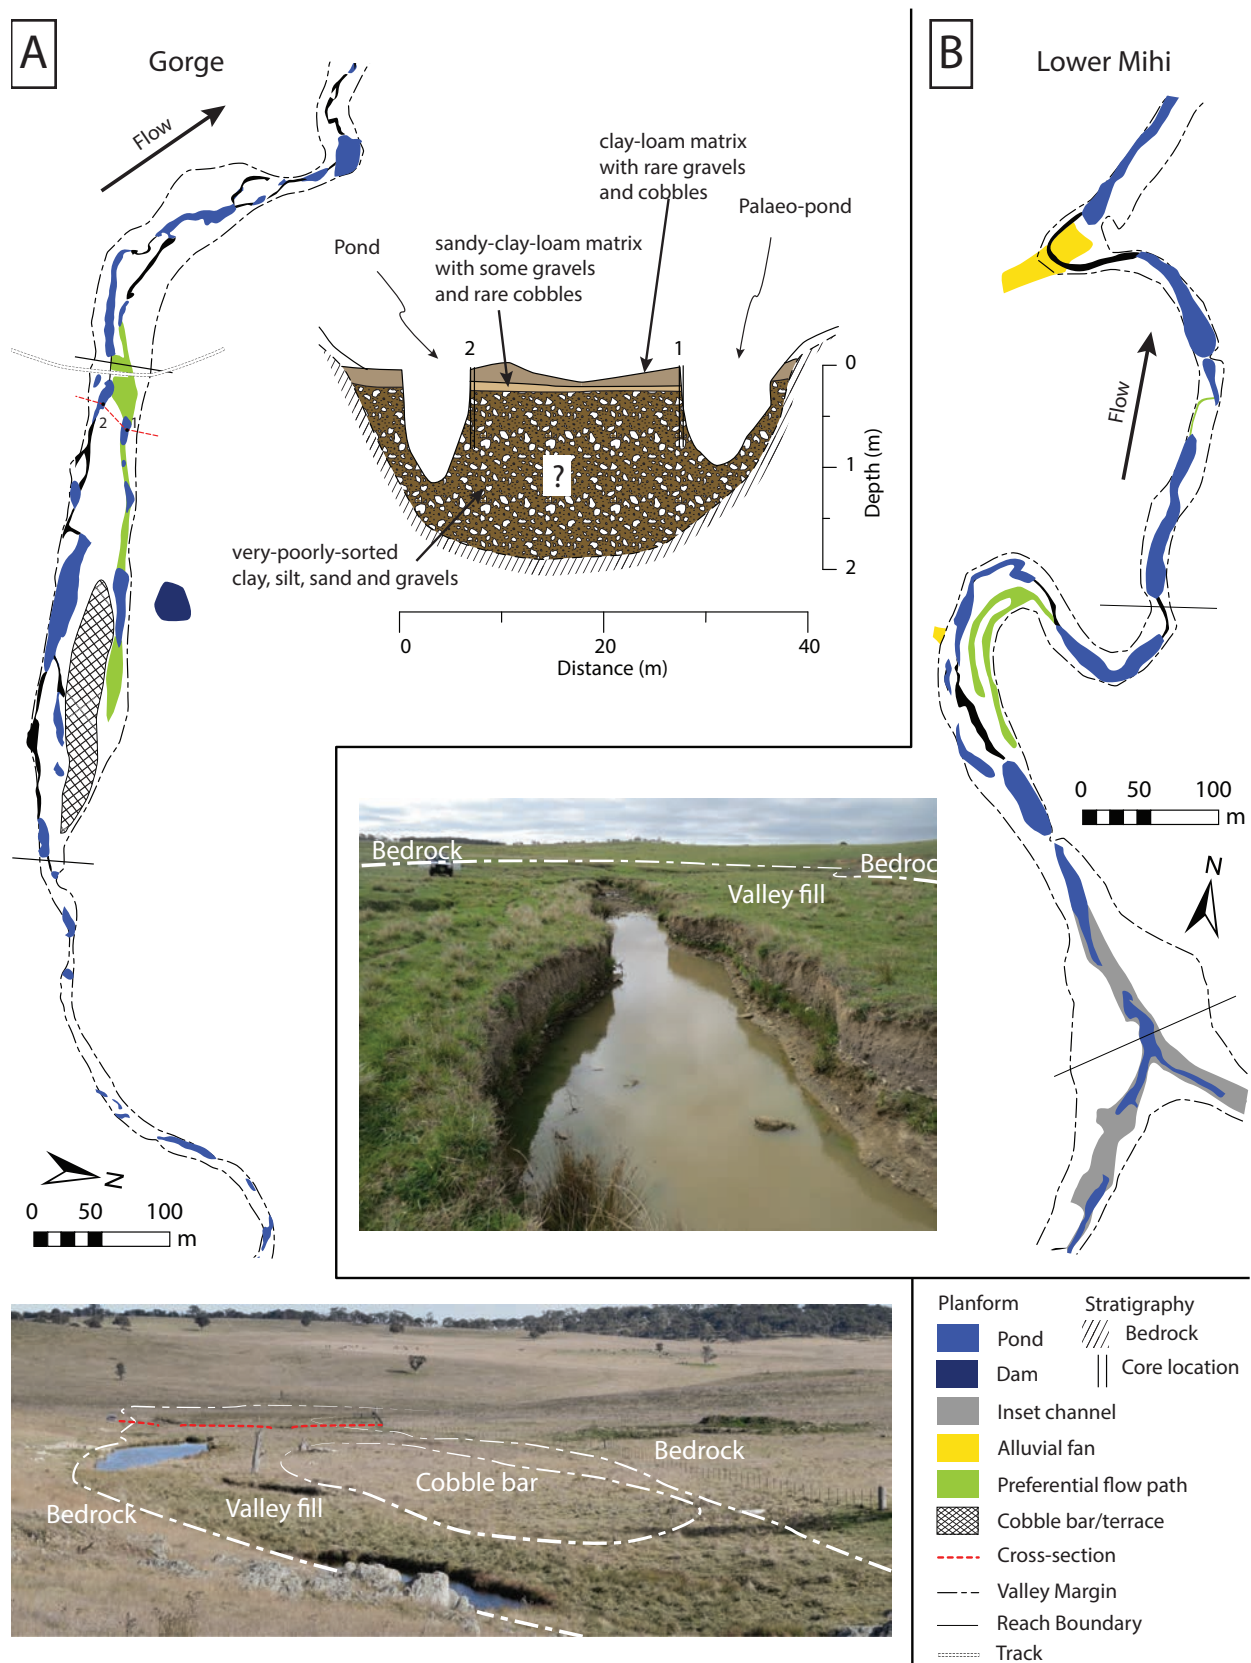 A
Gorge
Flow
clay-loam matrix
with rare gravels
and cobbles
Palaeo-pond
sandy-clay-loam matrix
with some gravels
and rare cobbles
Pond
2
1
0
1
2
Depth (m)
?
very-poorly-sorted
clay, silt, sand and gravels
0
20
40
Distance (m)
2
1
N
0 50 100
m
B
Lower Mihi
Flow
0 50 100
m
N
Bedrock
Bedroc
Valley fill
Bedrock
Cobble bar
Valley fill
Bedrock
Planform
Pond
Dam
Inset channel
Alluvial fan
Preferential flow path
Cobble bar/terrace
Cross-section
Valley Margin
Reach Boundary
Track
Stratigraphy
Bedrock
Core location